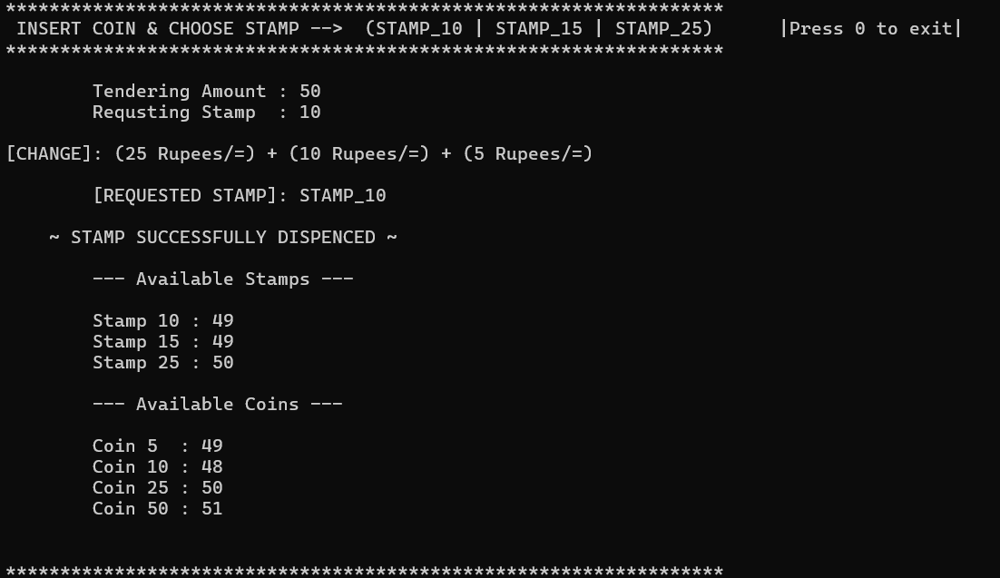 ******************************************************************
INSERT COIN & CHOOSE STAMP --> (STAMP_10 | STAMP_15 | STAMP_25) |Press 0 to exit|
******************************************************************
Tendering Amount : 50
Requsting Stamp : 10
[CHANGE]: (25 Rupees/=) + (10 Rupees/=) + (5 Rupees/=)
[REQUESTED STAMP]: STAMP_10
~ STAMP SUCCESSFULLY DISPENCED ~
--- Available Stamps ---
Stamp 10 : 49
Stamp 15 : 49
Stamp 25 : 50
--- Available Coins ---
Coin 5 : 49
Coin 10 : 48
Coin 25 : 50
Coin 50 : 51
******************************************************************